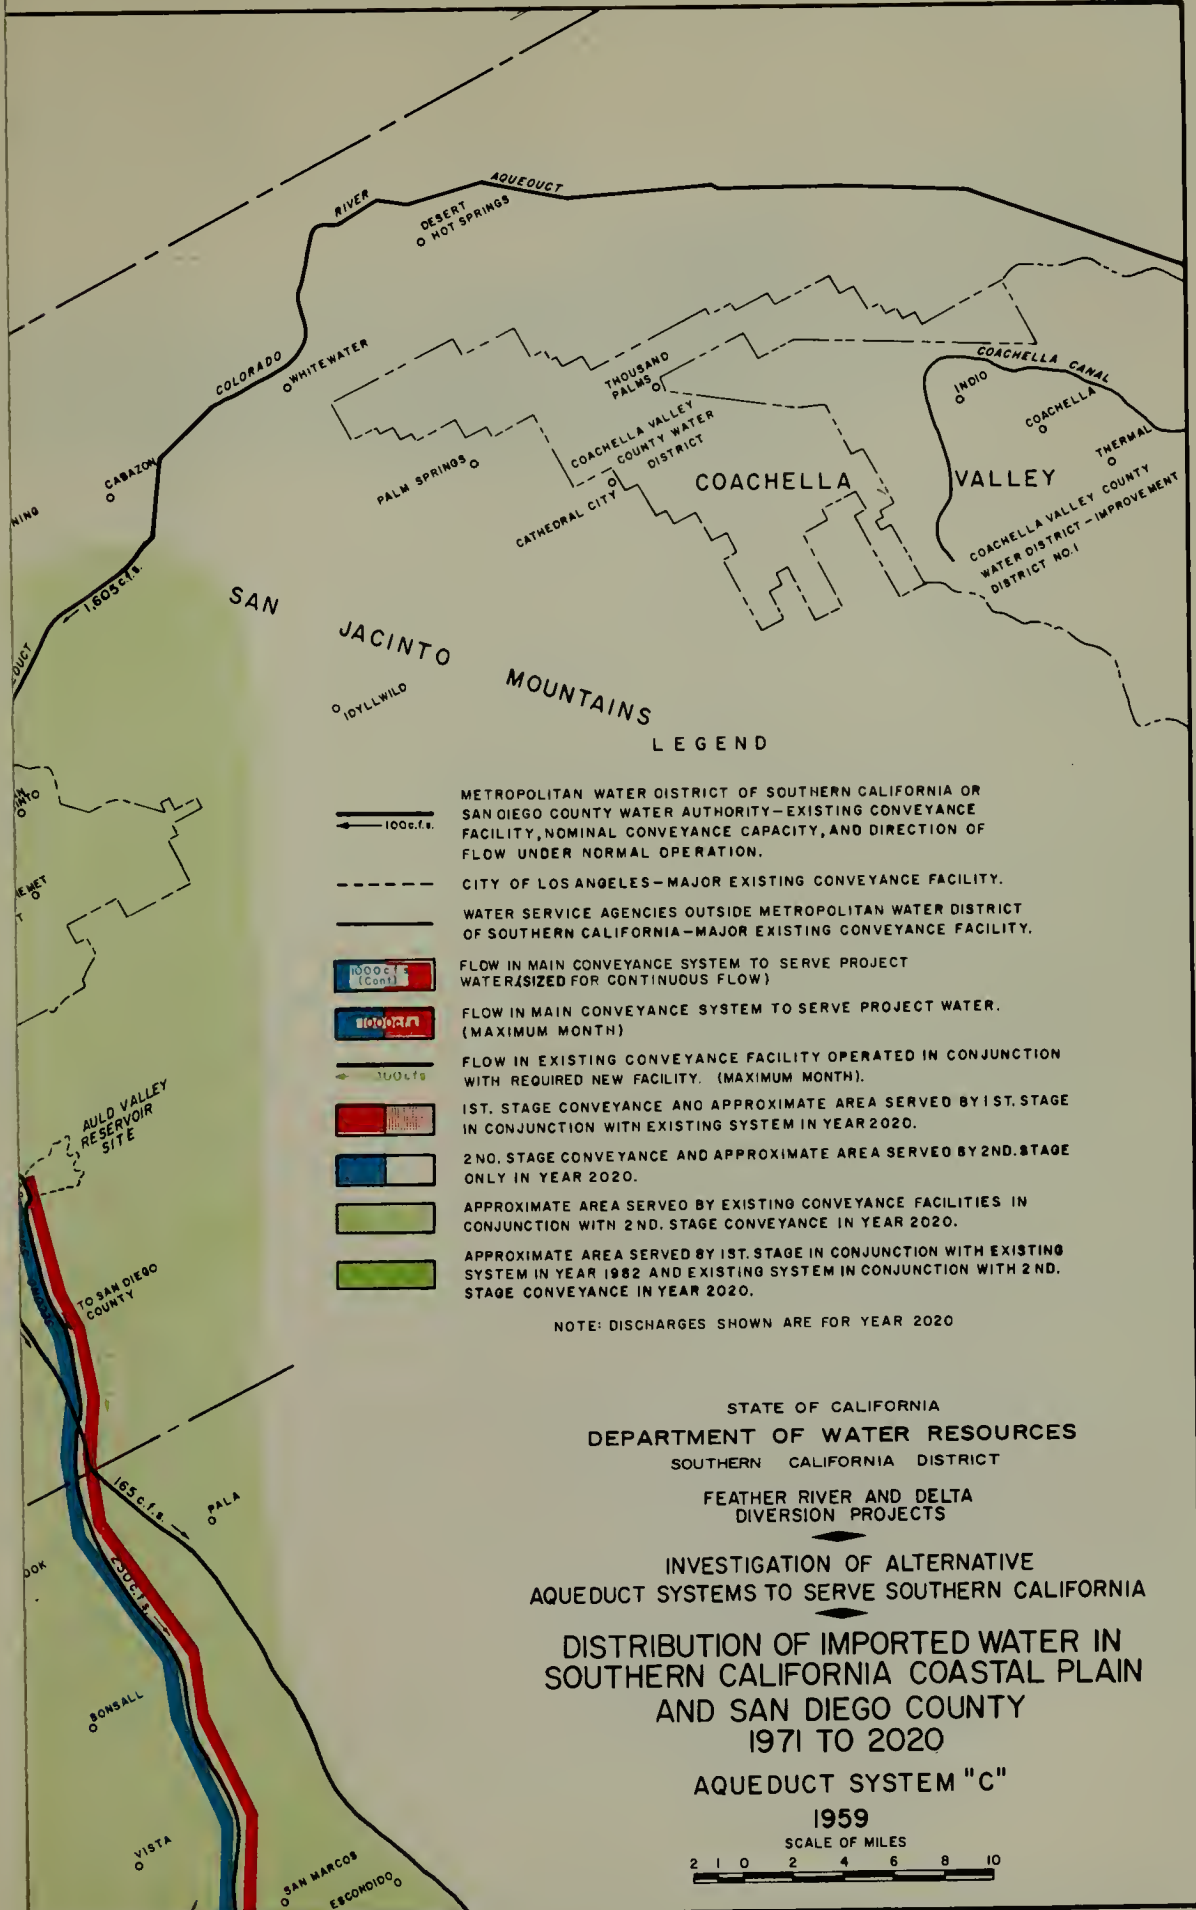 RIVER
AQUEDUCT
DESERT
HOT SPRINGS
COLORADO
WHITEWATER
THOUSAND
PALMS
COACHELLA CANAL
INDIO
COACHELLA
THERMAL
CABAZON
NING
PALM SPRINGS
COACHELLA VALLEY
COUNTY WATER
DISTRICT
CATHEDRAL CITY
COACHELLA VALLEY
COACHELLA VALLEY COUNTY
WATER DISTRICT-IMPROVEMENT
DISTRICT NO.1
1,605 c.f.s.
DUCT
SAN
JACINTO
MOUNTAINS
IDYLLWILD
NTO
EMET
T
LEGEND
METROPOLITAN WATER DISTRICT OF SOUTHERN CALIFORNIA OR
SAN DIEGO COUNTY WATER AUTHORITY-EXISTING CONVEYANCE
100c.f.s. FACILITY, NOMINAL CONVEYANCE CAPACITY, AND DIRECTION OF
FLOW UNDER NORMAL OPERATION.
CITY OF LOS ANGELES-MAJOR EXISTING CONVEYANCE FACILITY.
WATER SERVICE AGENCIES OUTSIDE METROPOLITAN WATER DISTRICT
OF SOUTHERN CALIFORNIA-MAJOR EXISTING CONVEYANCE FACILITY.
1000 c.f.s. FLOW IN MAIN CONVEYANCE SYSTEM TO SERVE PROJECT
(Cont) WATER.(SIZED FOR CONTINUOUS FLOW)
1000c.f.s. FLOW IN MAIN CONVEYANCE SYSTEM TO SERVE PROJECT WATER.
(MAXIMUM MONTH)
FLOW IN EXISTING CONVEYANCE FACILITY OPERATED IN CONJUNCTION
WITH REQUIRED NEW FACILITY. (MAXIMUM MONTH).
1ST. STAGE CONVEYANCE AND APPROXIMATE AREA SERVED BY 1ST. STAGE
IN CONJUNCTION WITH EXISTING SYSTEM IN YEAR 2020.
2ND. STAGE CONVEYANCE AND APPROXIMATE AREA SERVED BY 2ND. STAGE
ONLY IN YEAR 2020.
APPROXIMATE AREA SERVED BY EXISTING CONVEYANCE FACILITIES IN
CONJUNCTION WITH 2ND. STAGE CONVEYANCE IN YEAR 2020.
APPROXIMATE AREA SERVED BY 1ST. STAGE IN CONJUNCTION WITH EXISTING
SYSTEM IN YEAR 1982 AND EXISTING SYSTEM IN CONJUNCTION WITH 2ND.
STAGE CONVEYANCE IN YEAR 2020.
NOTE: DISCHARGES SHOWN ARE FOR YEAR 2020
AULD VALLEY
RESERVOIR
SITE
TO SAN DIEGO
COUNTY
165 c.f.s.
PALA
OOK
250 c.f.s.
BONSALL
VISTA
SAN MARCOS
ESCONDIDO
STATE OF CALIFORNIA
DEPARTMENT OF WATER RESOURCES
SOUTHERN CALIFORNIA DISTRICT
FEATHER RIVER AND DELTA
DIVERSION PROJECTS
INVESTIGATION OF ALTERNATIVE
AQUEDUCT SYSTEMS TO SERVE SOUTHERN CALIFORNIA
DISTRIBUTION OF IMPORTED WATER IN
SOUTHERN CALIFORNIA COASTAL PLAIN
AND SAN DIEGO COUNTY
1971 TO 2020
AQUEDUCT SYSTEM "C"
1959
SCALE OF MILES
2 1 0 2 4 6 8 10